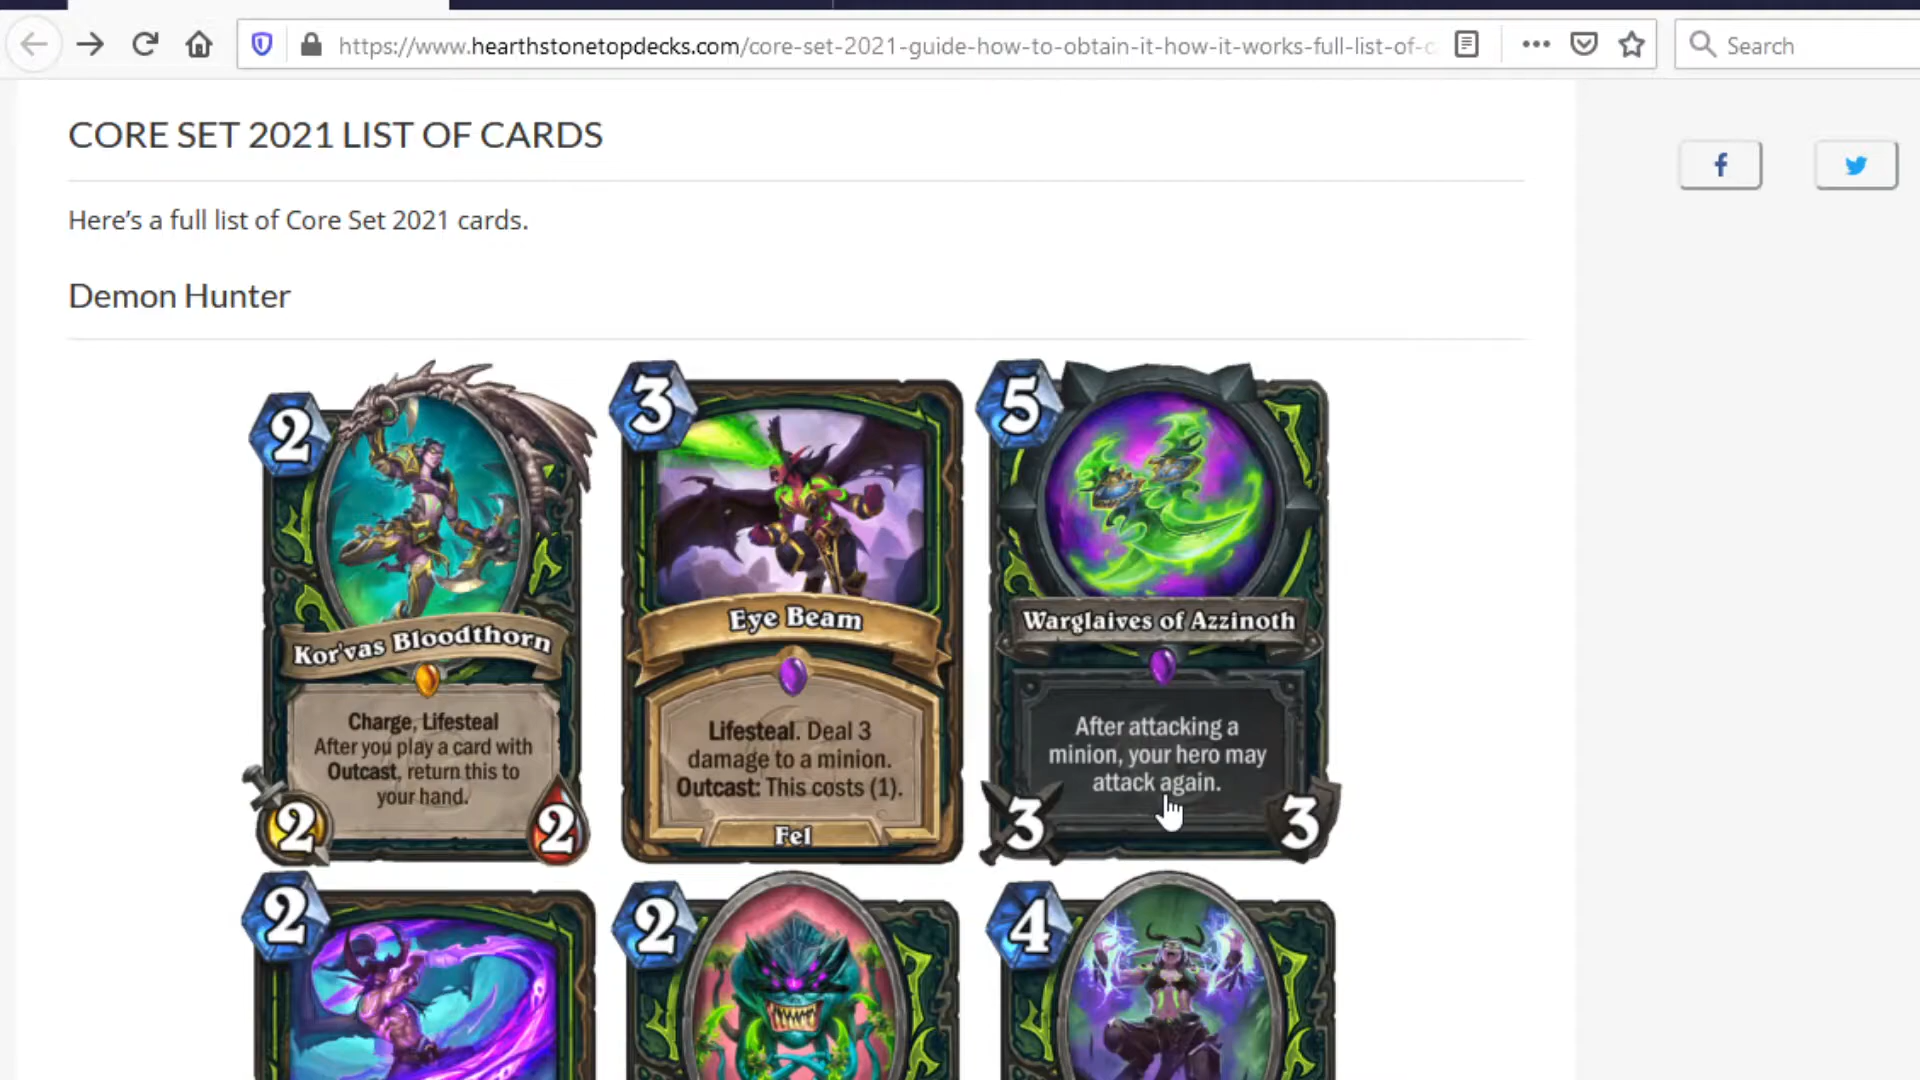 https://www.hearthstonetopdecks.com/core-set-2021-guide-how-to-obtain-it-how-it-works-full-list-of-c
Search
CORE SET 2021 LIST OF CARDS
Here's a full list of Core Set 2021 cards.
Demon Hunter
2
Kor'vas Bloodthorn
Charge, Lifesteal
After you play a card with
Outcast, return this to
your hand.
2
2
3
Eye Beam
Lifesteal. Deal 3
damage to a minion.
Outcast: This costs (1).
Fel
5
Warglaives of Azzinoth
After attacking a
minion, your hero may
attack again.
3
3
2
2
4